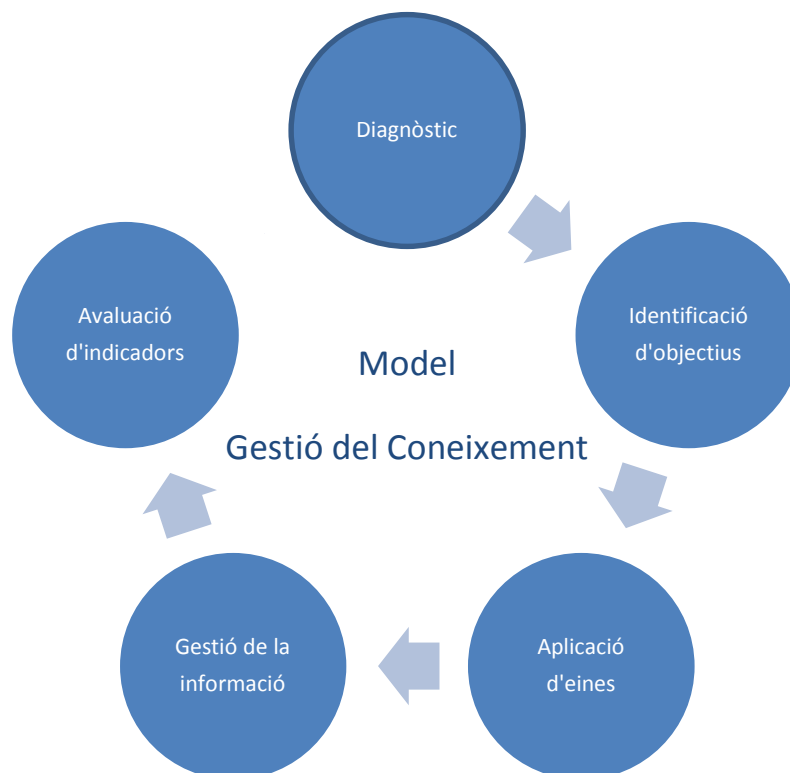 Diagnòstic
Identificació
d'objectius
Aplicació
d'eines
Gestió de la
informació
Avaluació
d'indicadors
Model
Gestió del Coneixement